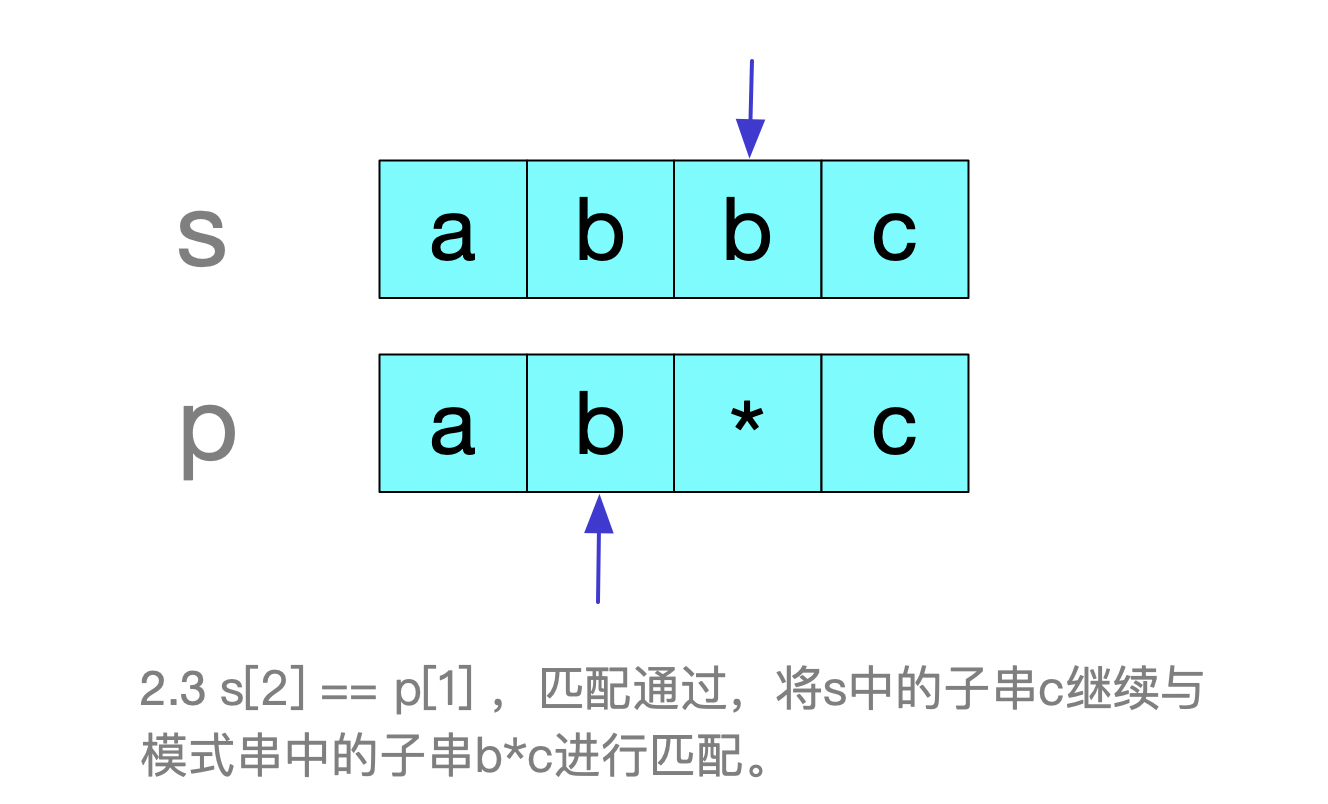 s a b b c
p a b * c
2.3 s[2] == p[1] ，匹配通过，将s中的子串c继续与
模式串中的子串b*c进行匹配。